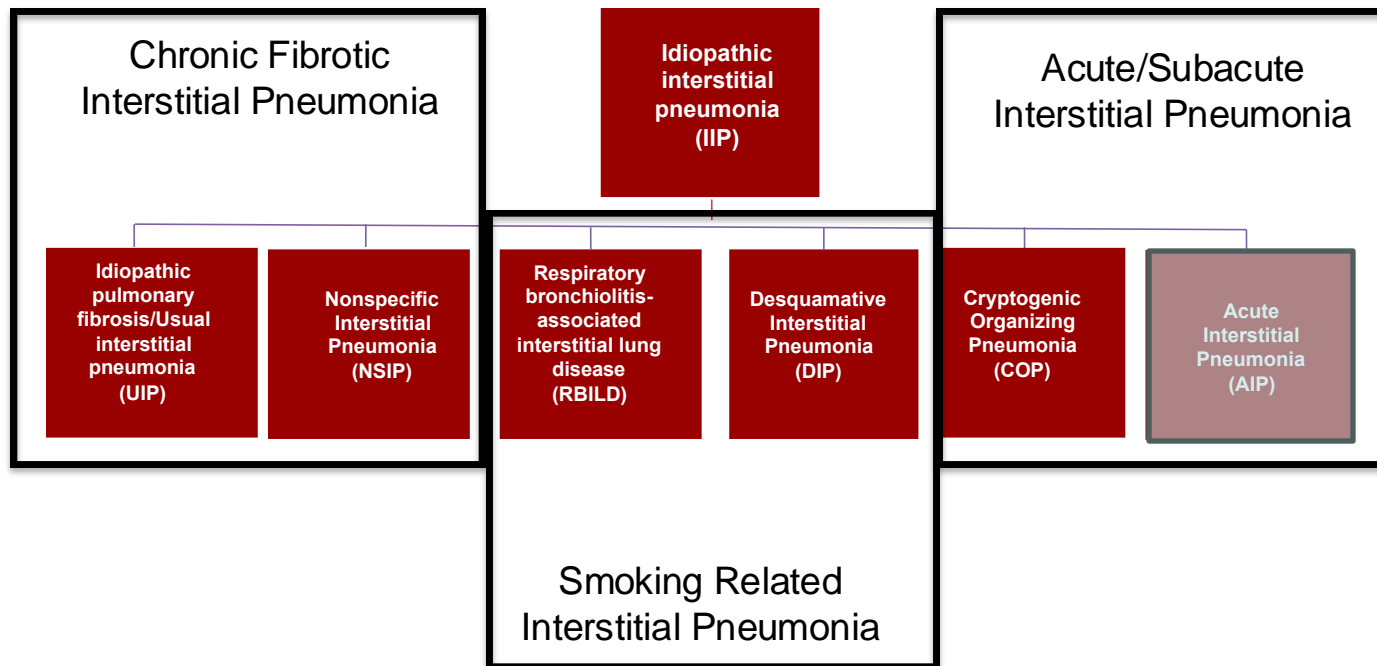 Chronic Fibrotic
Interstitial Pneumonia
Idiopathic
interstitial
pneumonia
(IIP)
Acute/Subacute
Interstitial Pneumonia
Idiopathic
pulmonary
fibrosis/Usual
interstitial
pneumonia
(UIP)
Nonspecific
Interstitial
Pneumonia
(NSIP)
Respiratory
bronchiolitis-
associated
interstitial lung
disease
(RBILD)
Desquamative
Interstitial
Pneumonia
(DIP)
Cryptogenic
Organizing
Pneumonia
(COP)
Acute
Interstitial
Pneumonia
(AIP)
Smoking Related
Interstitial Pneumonia